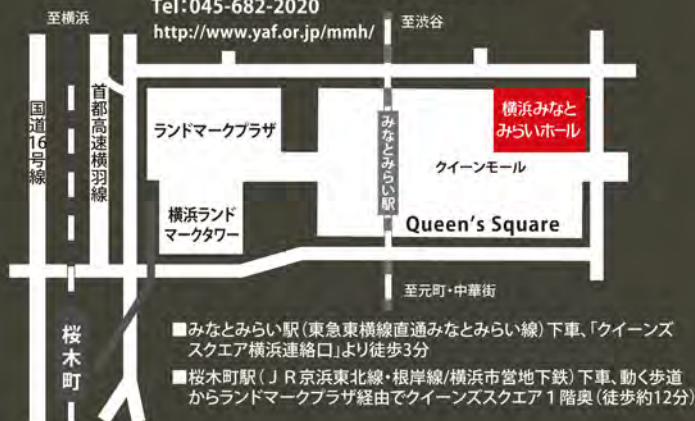 Tel:045-682-2020
http://www.yaf.or.jp/mmh/
至横浜
至渋谷
国道16号線
首都高速横羽線
ランドマークプラザ
みなとみらい駅
横浜みなと
みらいホール
クイーンモール
横浜ランド
マークタワー
Queen's Square
至元町・中華街
桜木町
■みなとみらい駅(東急東横線直通みなとみらい線)下車、「クイーンズ
スクエア横浜連絡口」より徒歩3分
■桜木町駅(JR京浜東北線・根岸線/横浜市営地下鉄)下車、動く歩道
からランドマークプラザ経由でクイーンズスクエア1階奥(徒歩約12分)